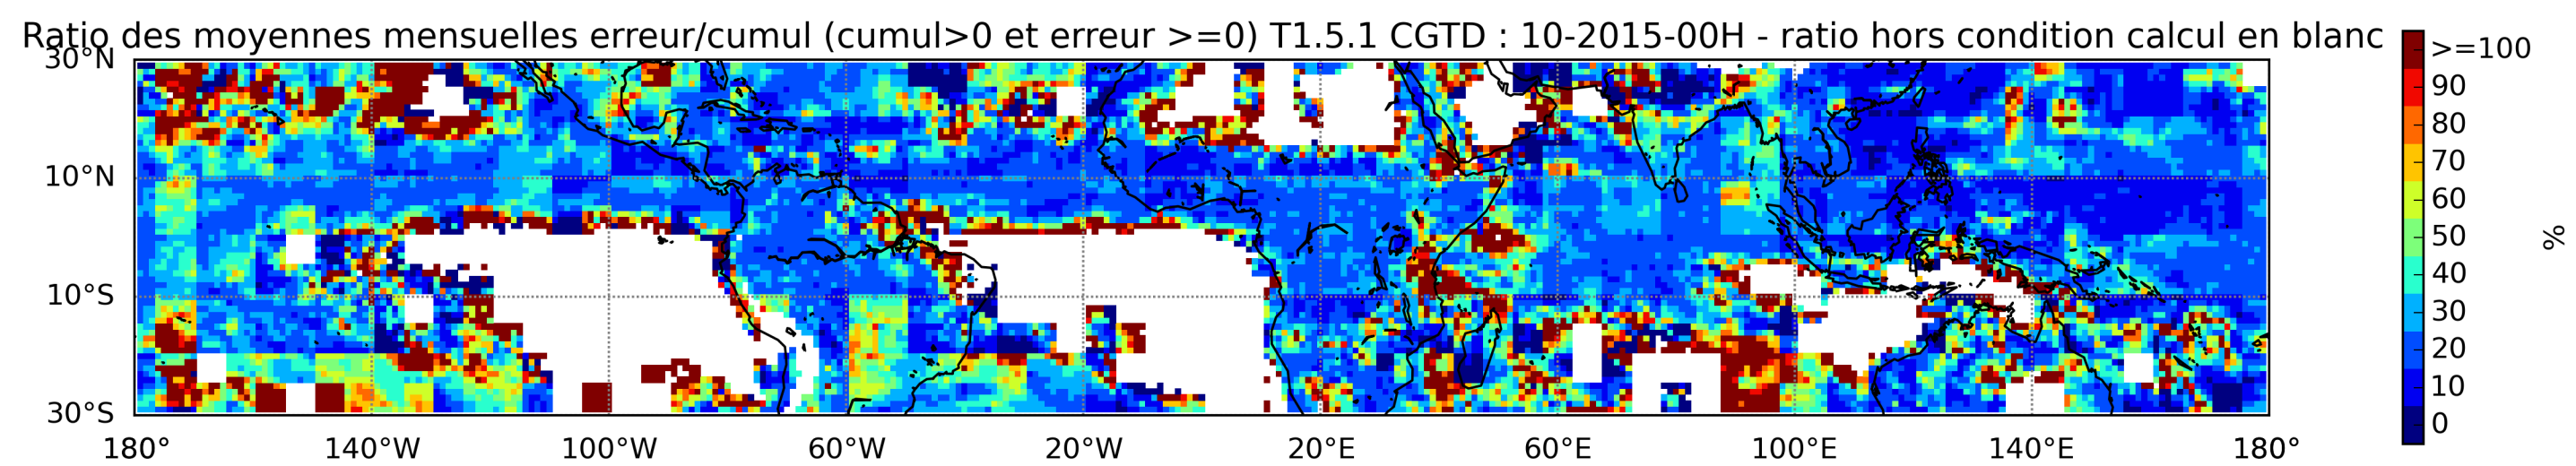 Ratio des moyennes mensuelles erreur/cumul (cumul>0 et erreur >=0) T1.5.1 CGTD : 10-2015-00H - ratio hors condition calcul en blanc
30°N
10°N
10°S
30°S
180° 140°W 100°W 60°W 20°W 20°E 60°E 100°E 140°E 180°
>=100
90
80
70
60
50
40
30
20
10
0
%